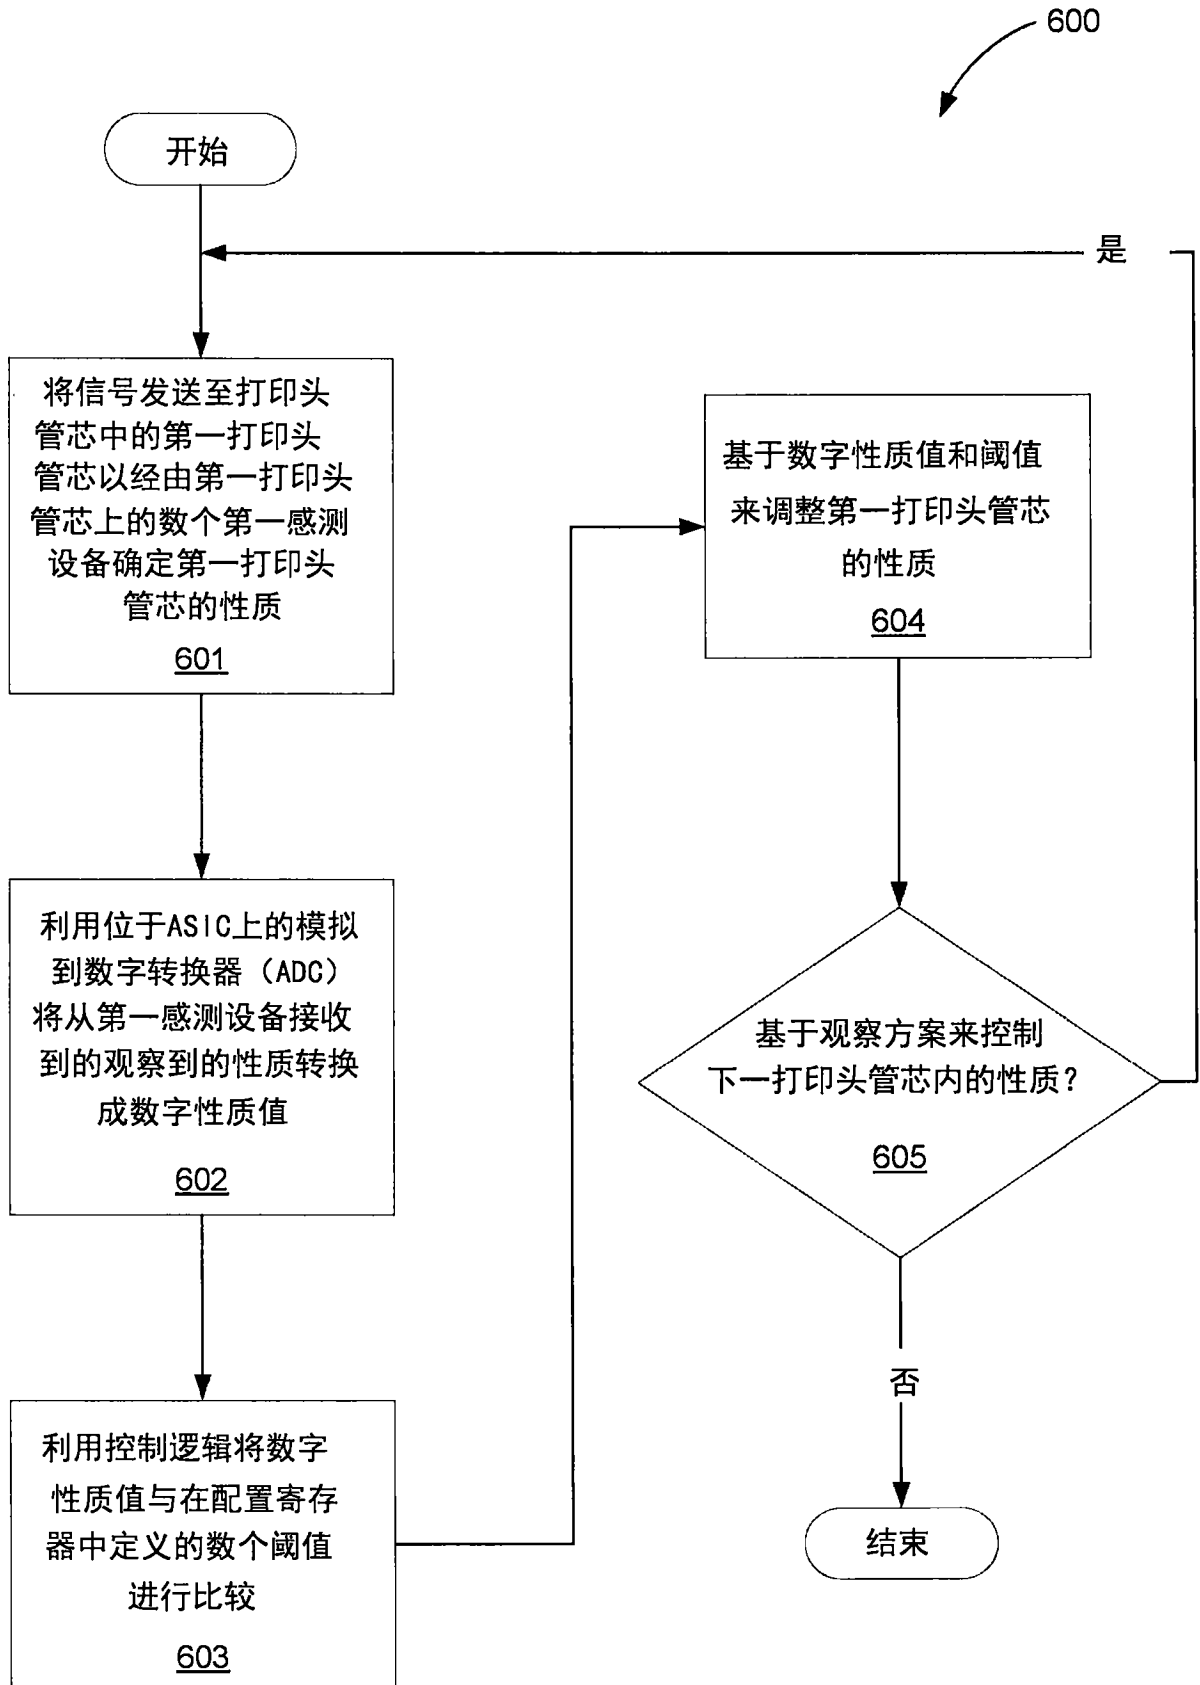 600
开始
是
将信号发送至打印头
管芯中的第一打印头
管芯以经由第一打印头
管芯上的数个第一感测
设备确定第一打印头
管芯的性质
601
利用位于ASIC上的模拟
到数字转换器（ADC）
将从第一感测设备接收
到的观察到的性质转换
成数字性质值
602
利用控制逻辑将数字
性质值与在配置寄存
器中定义的数个阈值
进行比较
603
基于数字性质值和阈值
来调整第一打印头管芯
的性质
604
基于观察方案来控制
下一打印头管芯内的性质？
605
否
结束